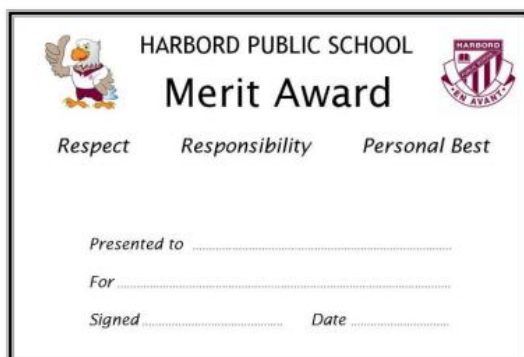 HARBORD PUBLIC SCHOOL
Merit Award
HARBORD
EN AVANT
Respect Responsibility Personal Best
Presented to
For
Signed Date